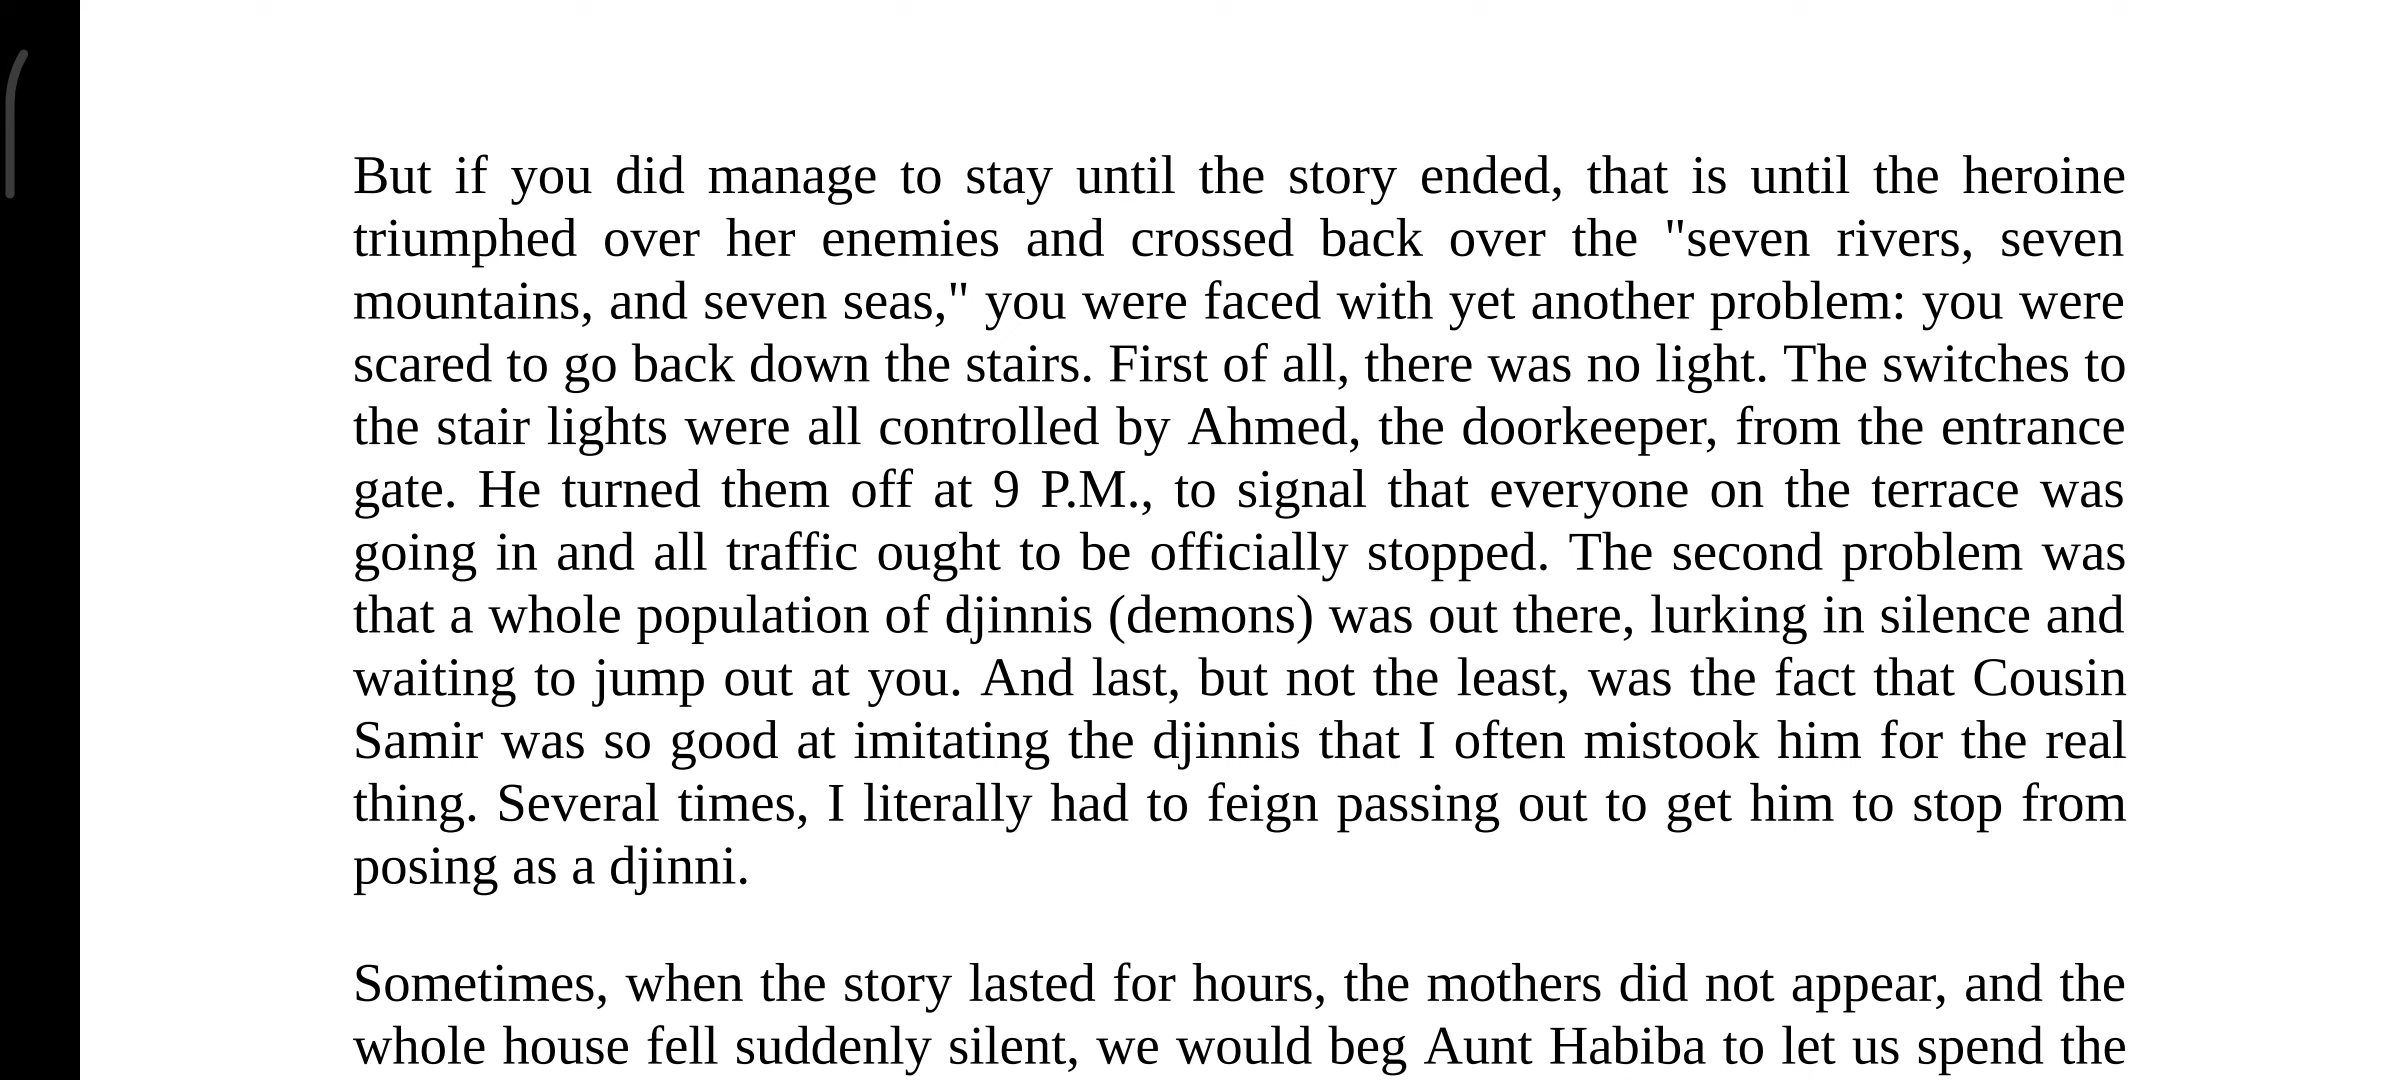 But if you did manage to stay until the story ended, that is until the heroine
triumphed over her enemies and crossed back over the "seven rivers, seven
mountains, and seven seas," you were faced with yet another problem: you were
scared to go back down the stairs. First of all, there was no light. The switches to
the stair lights were all controlled by Ahmed, the doorkeeper, from the entrance
gate. He turned them off at 9 P.M., to signal that everyone on the terrace was
going in and all traffic ought to be officially stopped. The second problem was
that a whole population of djinnis (demons) was out there, lurking in silence and
waiting to jump out at you. And last, but not the least, was the fact that Cousin
Samir was so good at imitating the djinnis that I often mistook him for the real
thing. Several times, I literally had to feign passing out to get him to stop from
posing as a djinni.
Sometimes, when the story lasted for hours, the mothers did not appear, and the
whole house fell suddenly silent, we would beg Aunt Habiba to let us spend the